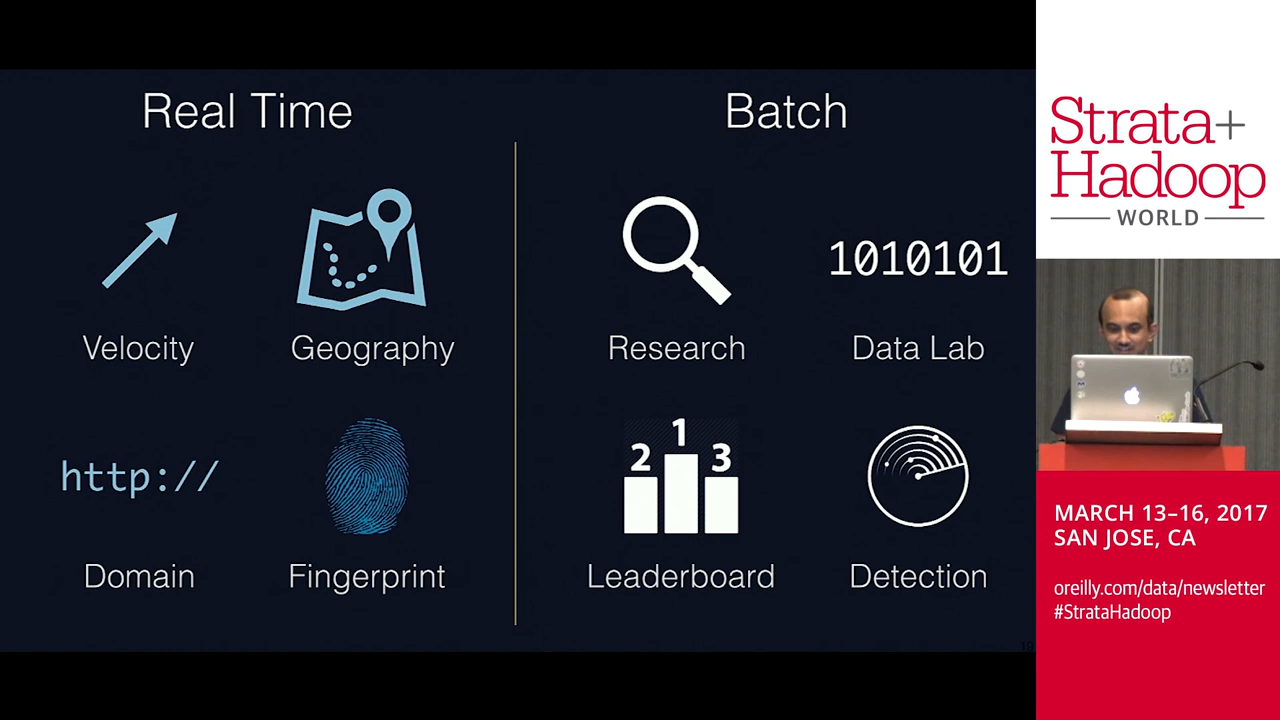 Real Time
Batch
Velocity
Geography
1010101
Research
Data Lab
http://
2 1 3
Domain
Fingerprint
Leaderboard
Detection
19
Strata+
Hadoop
WORLD
MARCH 13–16, 2017
SAN JOSE, CA
oreilly.com/data/newsletter
#StrataHadoop